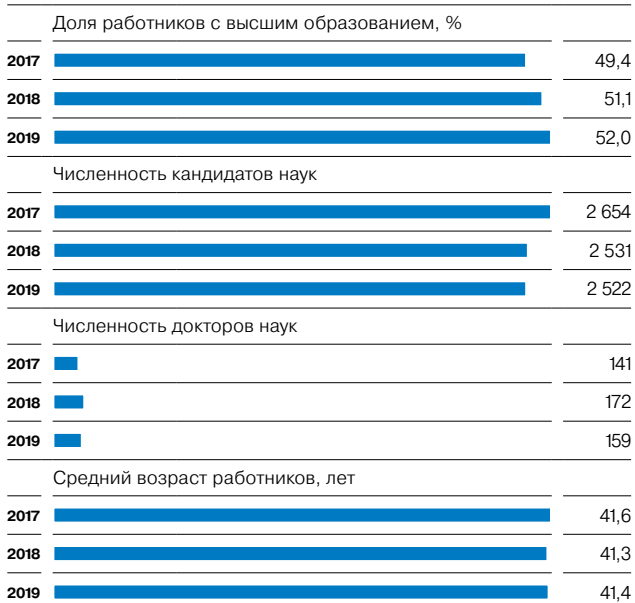 Доля работников с высшим образованием, %
2017 49,4
2018 51,1
2019 52,0
Численность кандидатов наук
2017 2 654
2018 2 531
2019 2 522
Численность докторов наук
2017 141
2018 172
2019 159
Средний возраст работников, лет
2017 41,6
2018 41,3
2019 41,4